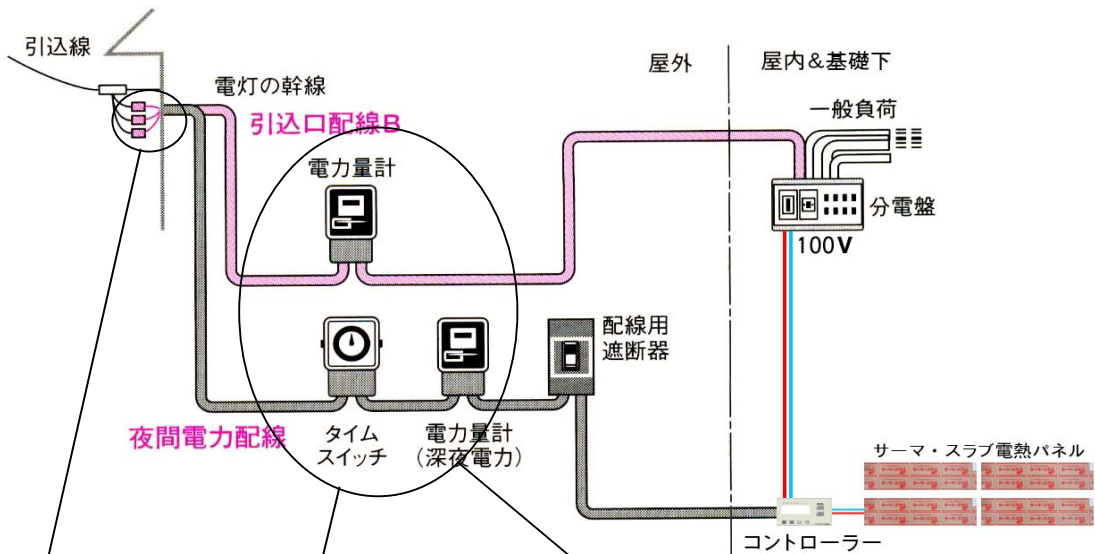 引込線
電灯の幹線
引込口配線B
電力量計
屋外
屋内&基礎下
一般負荷
分電盤
100V
配線用
遮断器
夜間電力配線
タイム
スイッチ
電力量計
(深夜電力)
サーマ・スラブ電熱パネル
コントローラー